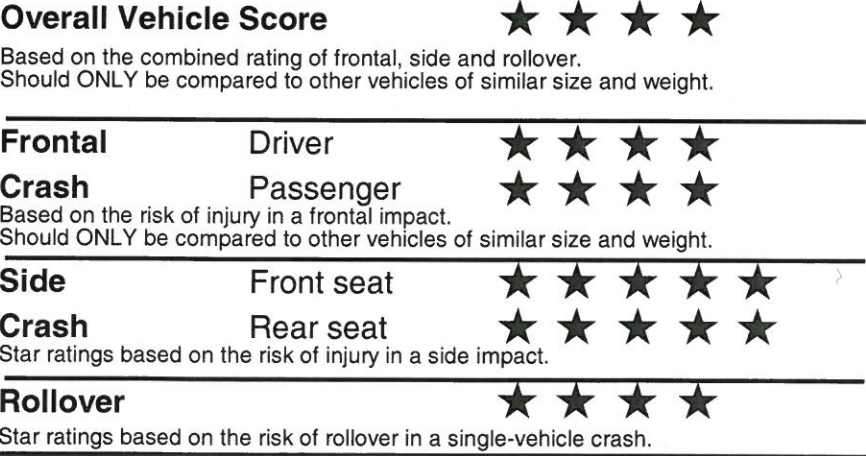 Overall Vehicle Score ★ ★ ★ ★
Based on the combined rating of frontal, side and rollover.
Should ONLY be compared to other vehicles of similar size and weight.
Frontal Driver ★ ★ ★ ★
Crash Passenger ★ ★ ★ ★
Based on the risk of injury in a frontal impact.
Should ONLY be compared to other vehicles of similar size and weight.
Side Front seat ★ ★ ★ ★ ★
Crash Rear seat ★ ★ ★ ★ ★
Star ratings based on the risk of injury in a side impact.
Rollover ★ ★ ★ ★
Star ratings based on the risk of rollover in a single-vehicle crash.